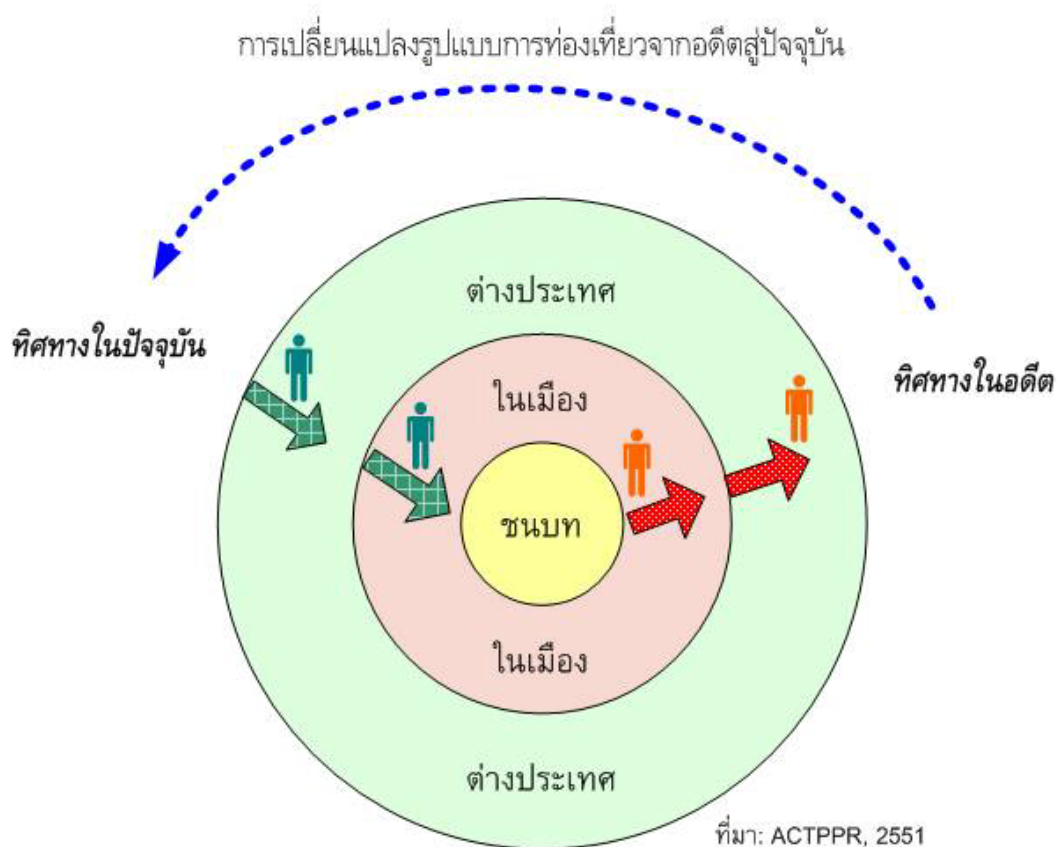 การเปลี่ยนแปลงรูปแบบการท่องเที่ยวจากอดีตสู่ปัจจุบัน
ต่างประเทศ
ทิศทางในปัจจุบัน
ทิศทางในอดีต
ในเมือง
ชนบท
ในเมือง
ต่างประเทศ
ที่มา: ACTPPR, 2551